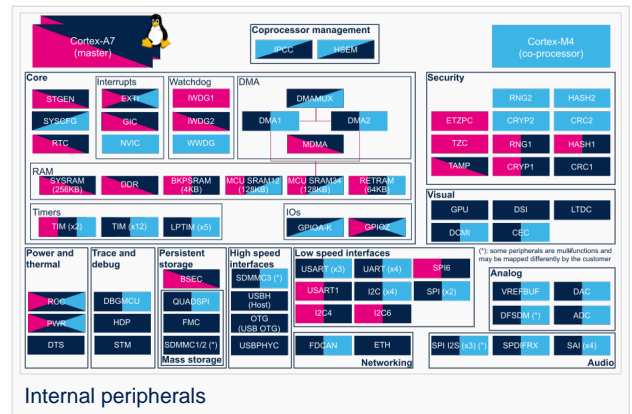 Cortex-A7
(master)
Coprocessor management
IPCC
HSEM
Cortex-M4
(co-processor)
Core
STGEN
SYSCFG
RTC
Interrupts
EXTI
GIC
NVIC
Watchdog
IWDG1
IWDG2
WWDG
DMA
DMAMUX
DMA1
DMA2
MDMA
RAM
SYSRAM
(256KB)
DDR
BKPSRAM
(4KB)
MCU SRAM12
(128KB)
MCU SRAM34
(128KB)
RETRAM
(64KB)
Timers
TIM (x2)
TIM (x12)
LPTIM (x5)
IOs
GPIOA-K
GPIOZ
Security
RNG2
HASH2
ETZPC
CRYP2
CRC2
TZC
RNG1
HASH1
TAMP
CRYP1
CRC1
Visual
GPU
DSI
LTDC
DCMI
CEC
(*): some peripherals are multifunctions and
may be mapped differently by the customer
Power and
thermal
RCC
PWR
DTS
Trace and
debug
DBGMCU
HDP
STM
Persistent
storage
BSEC
QUADSPI
FMC
SDMMC1/2 (*)
Mass storage
High speed
interfaces
SDMMC3 (*)
USBH
(Host)
OTG
(USB OTG)
USBPHYC
Low speed interfaces
USART (x3)
UART (x4)
SPI6
USART1
I2C (x4)
SPI (x2)
I2C4
I2C6
FDCAN
ETH
Networking
Analog
VREFBUF
DAC
DFSDM (*)
ADC
SPI I2S (x3) (*)
SPDIFRX
SAI (x4)
Audio
Internal peripherals